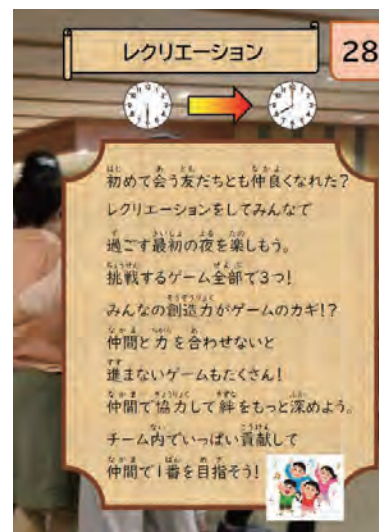 レクリエーション
28
初めて会う友だちとも仲良くなれた?
レクリエーションをしてみんなで
過ごす最初の夜を楽しもう。
挑戦するゲーム全部で3つ!
みんなの創造力がゲームのカギ!?
仲間と力を合わせないと
進まないゲームもたくさん!
仲間で協力して絆をもっと深めよう。
チーム内でいっぱい貢献して
仲間で1番を目指そう!